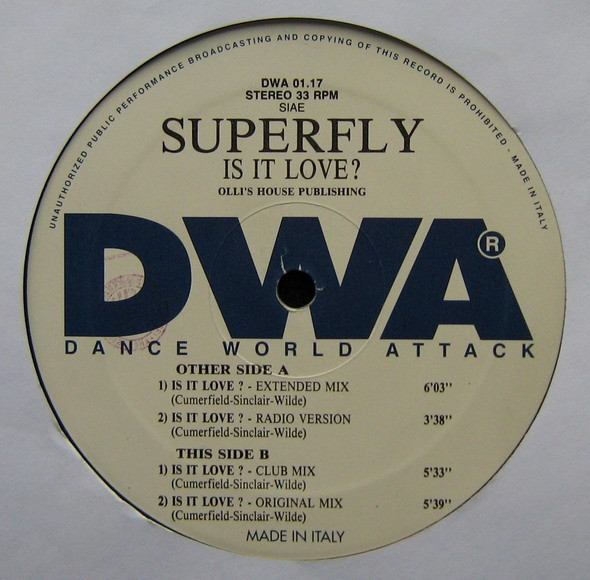 UNAUTHORIZED PUBLIC PERFORMANCE BROADCASTING AND COPYING OF THIS RECORD IS PROHIBITED - MADE IN ITALY
DWA 01.17
STEREO 33 RPM
SIAE
SUPERFLY
IS IT LOVE?
OLLI'S HOUSE PUBLISHING
DWA®
DANCE WORLD ATTACK
OTHER SIDE A
1) IS IT LOVE ? - EXTENDED MIX 6'03''
(Cumerfield-Sinclair-Wilde)
2) IS IT LOVE ? - RADIO VERSION 3'38''
(Cumerfield-Sinclair-Wilde)
THIS SIDE B
1) IS IT LOVE ? - CLUB MIX 5'33''
(Cumerfield-Sinclair-Wilde)
2) IS IT LOVE ? - ORIGINAL MIX 5'39''
(Cumerfield-Sinclair-Wilde)
MADE IN ITALY